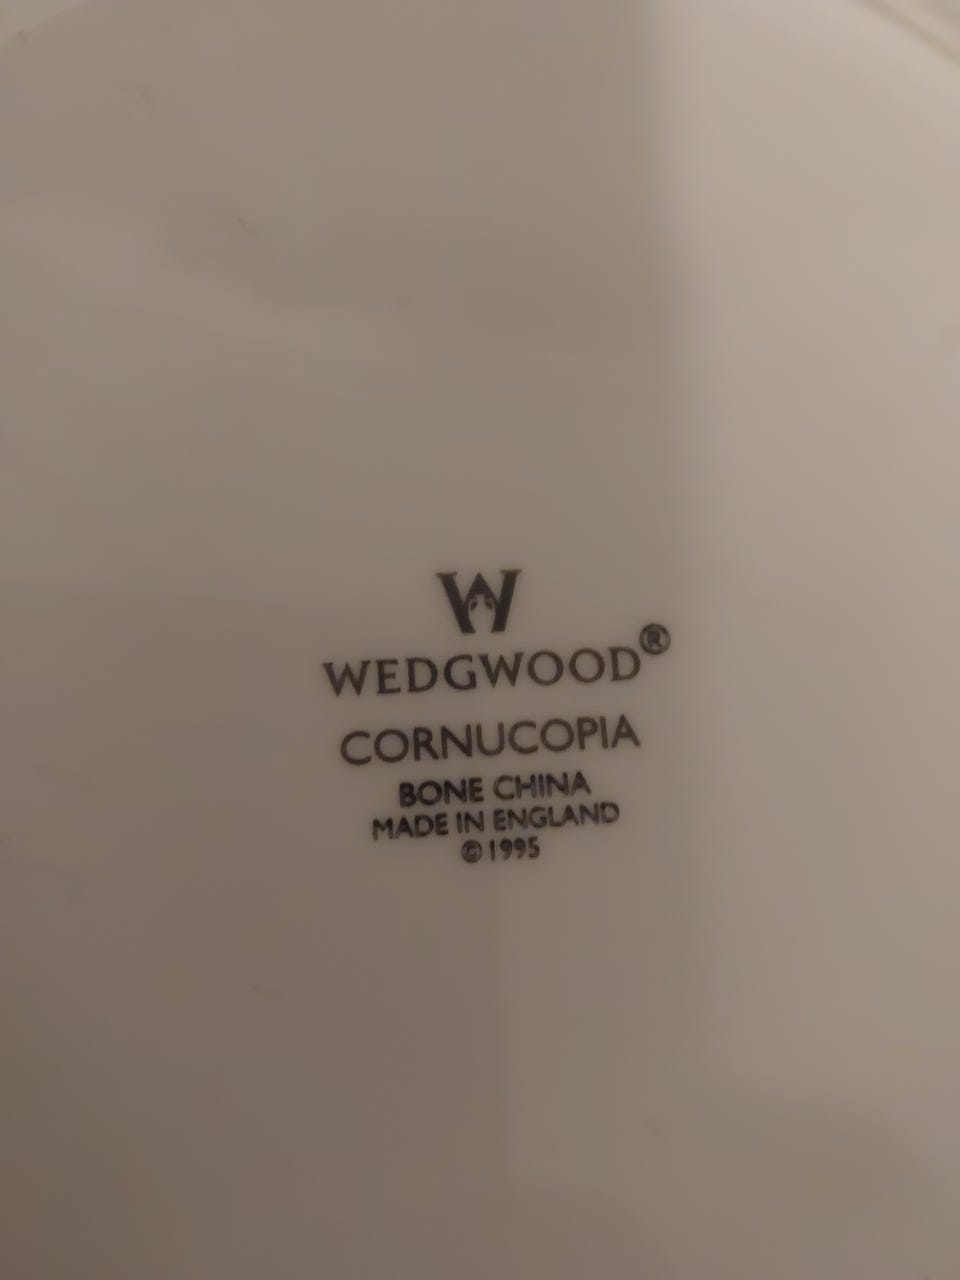 W
WEDGWOOD®
CORNUCOPIA
BONE CHINA
MADE IN ENGLAND
©1995